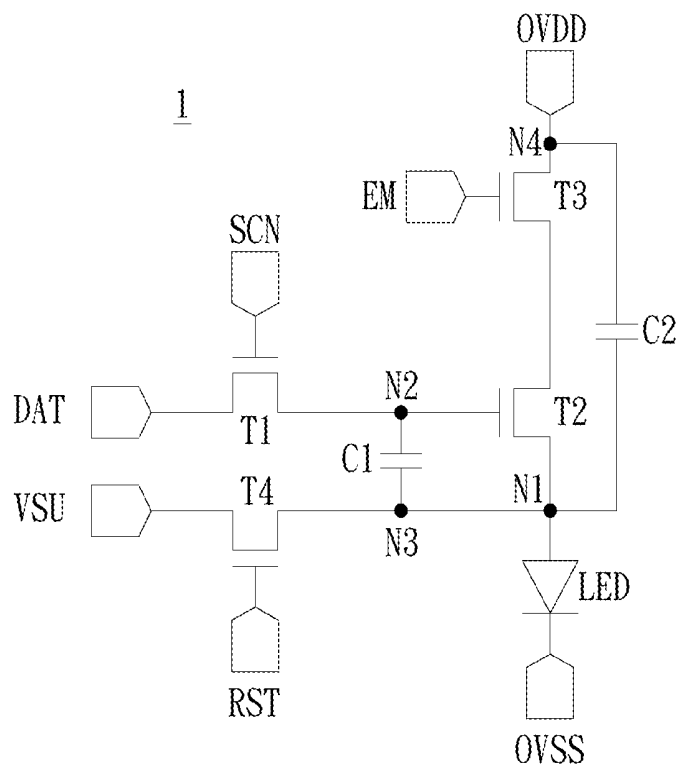 OVDD
1
N4
EM
T3
SCN
C2
DAT
N2
T2
T1
C1
VSU
T4
N1
N3
LED
RST
OVSS